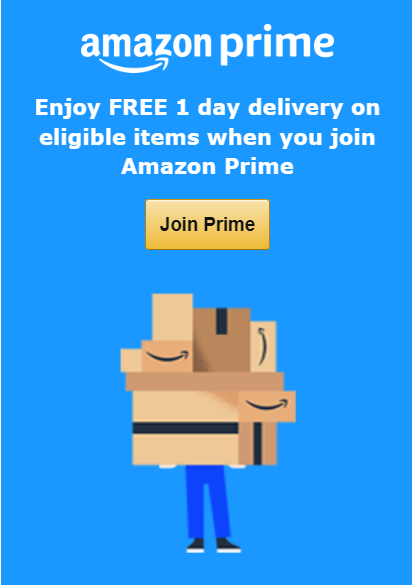 amazon prime
Enjoy FREE 1 day delivery on
eligible items when you join
Amazon Prime
Join Prime